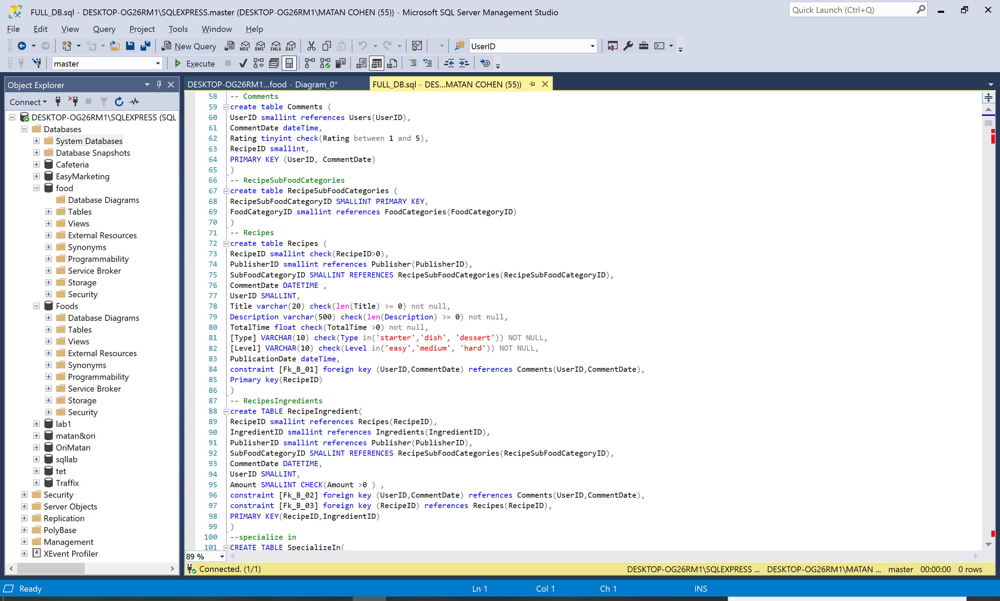 FULL_DB.sql - DESKTOP-OG26RM1\SQLEXPRESS.master (DESKTOP-OG26RM1\MATAN COHEN (55)) - Microsoft SQL Server Management Studio
Quick Launch (Ctrl+Q)
File Edit View Query Project Tools Window Help
New Query MDX DMX XMLA DAX UserID
master Execute
Object Explorer
DESKTOP-OG26RM1...food - Diagram_0*
FULL_DB.sql - DES...MATAN COHEN (55))
Connect
DESKTOP-OG26RM1\SQLEXPRESS (SQL
Databases
System Databases
Database Snapshots
Cafeteria
EasyMarketing
food
Database Diagrams
Tables
Views
External Resources
Synonyms
Programmability
Service Broker
Storage
Security
Foods
Database Diagrams
Tables
Views
External Resources
Synonyms
Programmability
Service Broker
Storage
Security
lab1
matan&ori
OriMatan
sqllab
tet
Traffix
Security
Server Objects
Replication
PolyBase
Management
XEvent Profiler
58 -- Comments
59 create table Comments (
60 UserID smallint references Users(UserID),
61 CommentDate dateTime,
62 Rating tinyint check(Rating between 1 and 5),
63 RecipeID smallint,
64 PRIMARY KEY (UserID, CommentDate)
65 )
66 -- RecipeSubFoodCategories
67 create table RecipeSubFoodCategories (
68 RecipeSubFoodCategoryID SMALLINT PRIMARY KEY,
69 FoodCategoryID smallint references FoodCategories(FoodCategoryID)
70 )
71 -- Recipes
72 create table Recipes (
73 RecipeID smallint check(RecipeID>0),
74 PublisherID smallint references Publisher(PublisherID),
75 SubFoodCategoryID SMALLINT REFERENCES RecipeSubFoodCategories(RecipeSubFoodCategoryID),
76 CommentDate DATETIME ,
77 UserID SMALLINT,
78 Title varchar(20) check(len(Title) >= 0) not null,
79 Description varchar(500) check(len(Description) >= 0) not null,
80 TotalTime float check(TotalTime >0) not null,
81 [Type] VARCHAR(10) check(Type in('starter','dish', 'dessert')) NOT NULL,
82 [Level] VARCHAR(10) check(Level in('easy','medium', 'hard')) NOT NULL,
83 PublicationDate dateTime,
84 constraint [Fk_B_01] foreign key (UserID,CommentDate) references Comments(UserID,CommentDate),
85 Primary key(RecipeID)
86 )
87 -- RecipesIngredients
88 create TABLE RecipeIngredient(
89 RecipeID smallint references Recipes(RecipeID),
90 IngredientID smallint references Ingredients(IngredientID),
91 PublisherID smallint references Publisher(PublisherID),
92 SubFoodCategoryID SMALLINT REFERENCES RecipeSubFoodCategories(RecipeSubFoodCategoryID),
93 CommentDate DATETIME,
94 UserID SMALLINT,
95 Amount SMALLINT CHECK(Amount >0 ) ,
96 constraint [Fk_B_02] foreign key (UserID,CommentDate) references Comments(UserID,CommentDate),
97 constraint [Fk_B_03] foreign key (RecipeID) references Recipes(RecipeID),
98 PRIMARY KEY(RecipeID,IngredientID)
99 )
100 --specialize in
101 CREATE TABLE SpecializeIn(
89 %
Connected. (1/1) DESKTOP-OG26RM1\SQLEXPRESS ... DESKTOP-OG26RM1\MATAN ... master 00:00:00 0 rows
Ready Ln 1 Col 1 Ch 1 INS